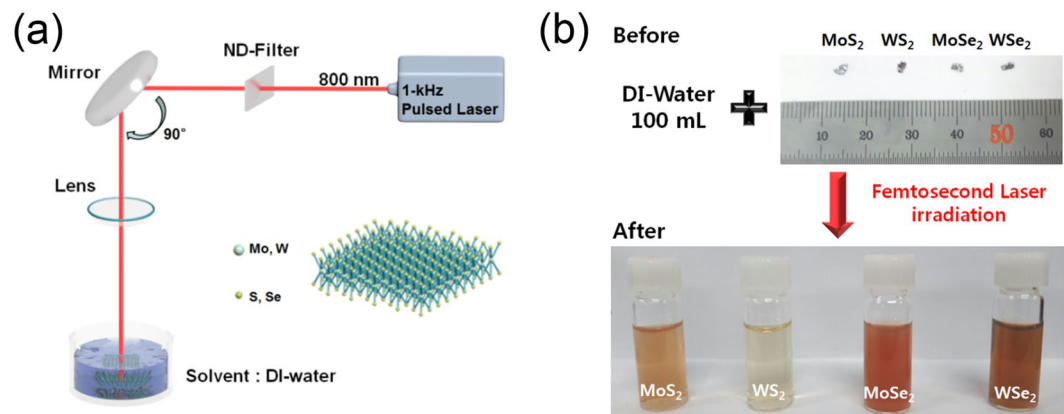 (a)
ND-Filter
Mirror
800 nm
1-kHz
Pulsed Laser
90°
Lens
Mo, W
S, Se
Solvent : DI-water
(b)
Before
MoS₂ WS₂ MoSe₂ WSe₂
DI-Water
100 mL
10 20 30 40 50 60
Femtosecond Laser
irradiation
After
MoS₂ WS₂ MoSe₂ WSe₂